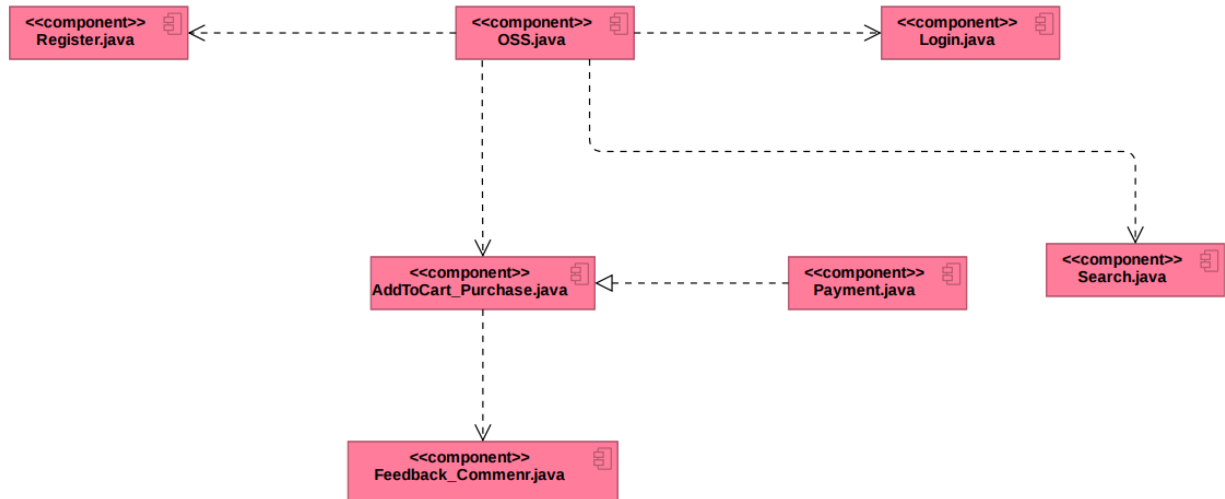 <<component>>
Register.java
<<component>>
OSS.java
<<component>>
Login.java
<<component>>
AddToCart_Purchase.java
<<component>>
Payment.java
<<component>>
Search.java
<<component>>
Feedback_Commenr.java